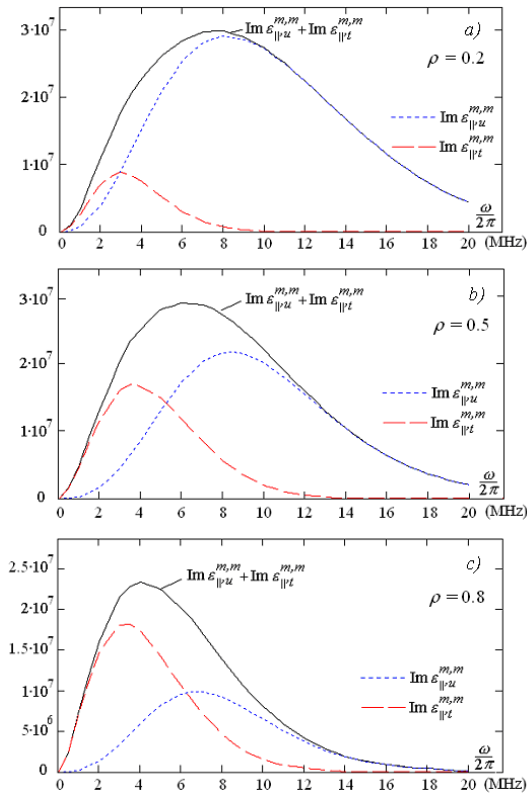 3·10⁷
Im ε^{m,m}_{∥,u} + Im ε^{m,m}_{∥,t}
a)
ρ = 0.2
2·10⁷
Im ε^{m,m}_{∥,u}
Im ε^{m,m}_{∥,t}
1·10⁷
ω/2π
0
0 2 4 6 8 10 12 14 16 18 20 (MHz)
Im ε^{m,m}_{∥,u} + Im ε^{m,m}_{∥,t}
b)
3·10⁷
ρ = 0.5
2·10⁷
Im ε^{m,m}_{∥,u}
Im ε^{m,m}_{∥,t}
1·10⁷
ω/2π
0
0 2 4 6 8 10 12 14 16 18 20 (MHz)
Im ε^{m,m}_{∥,u} + Im ε^{m,m}_{∥,t}
c)
2.5·10⁷
ρ = 0.8
2·10⁷
1.5·10⁷
Im ε^{m,m}_{∥,u}
1·10⁷
Im ε^{m,m}_{∥,t}
5·10⁶
ω/2π
0
0 2 4 6 8 10 12 14 16 18 20 (MHz)